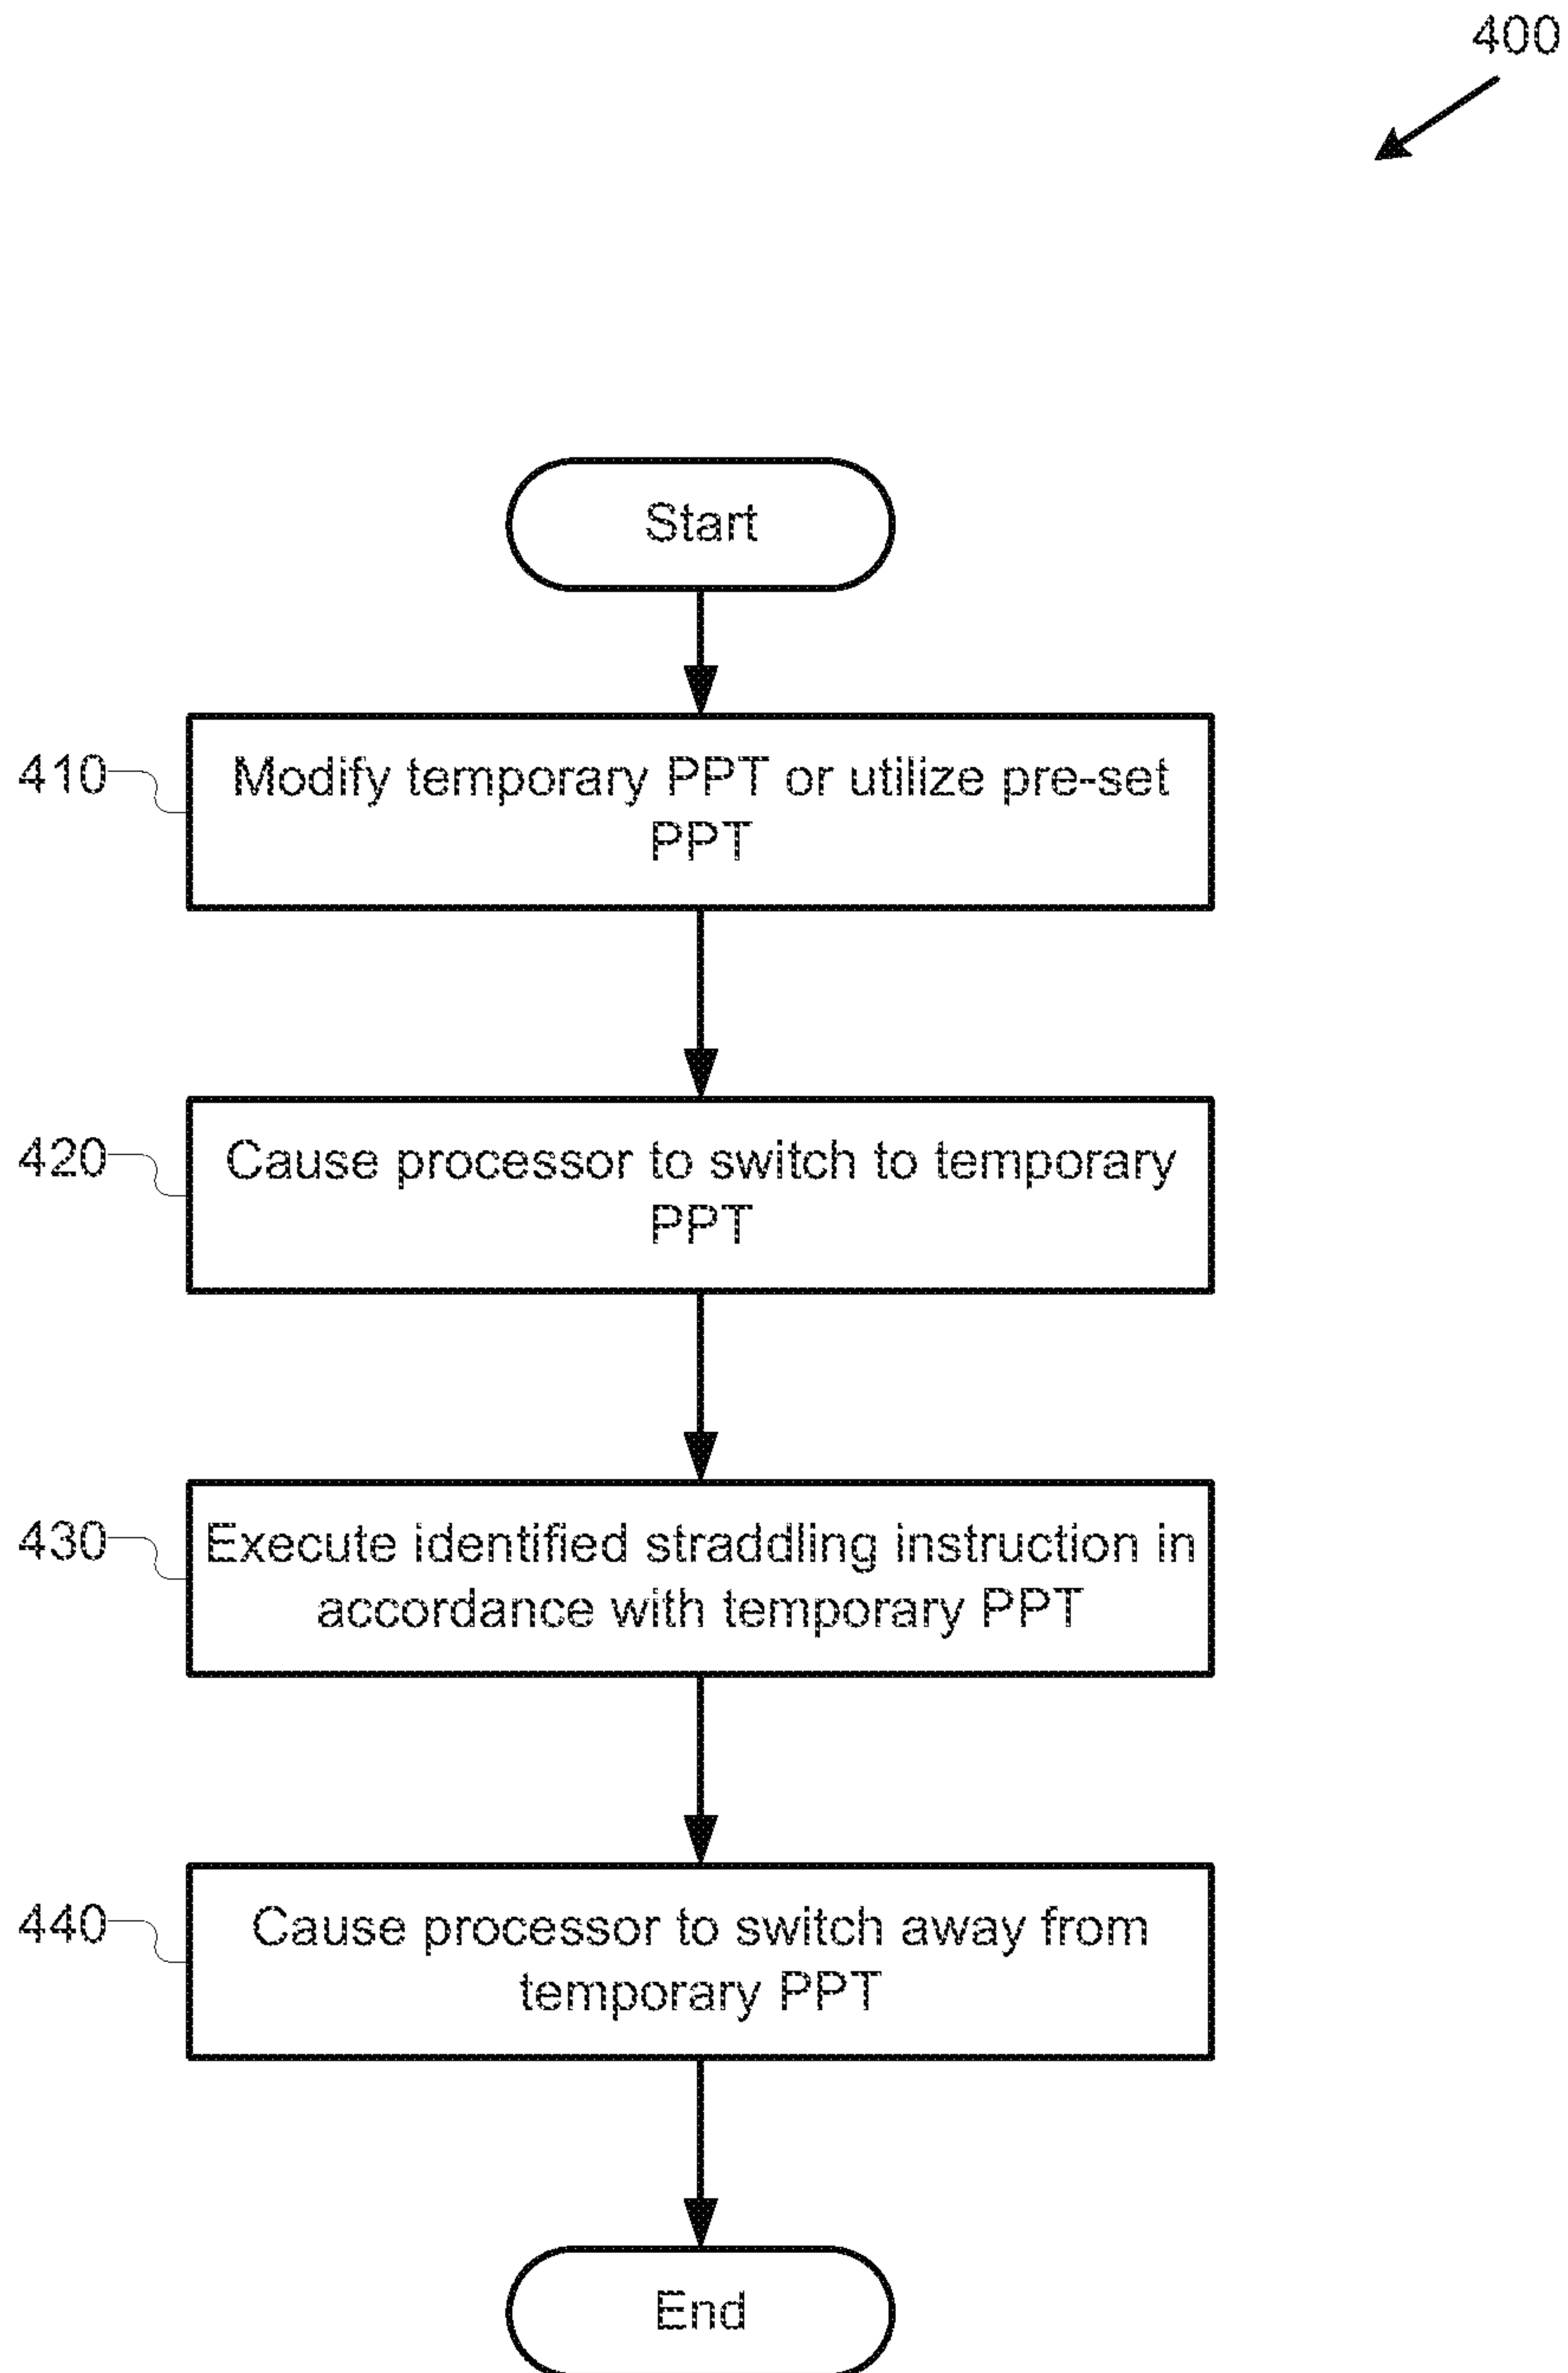 400
Start
410
Modify temporary PPT or utilize pre-set
PPT
420
Cause processor to switch to temporary
PPT
430
Execute identified straddling instruction in
accordance with temporary PPT
440
Cause processor to switch away from
temporary PPT
End